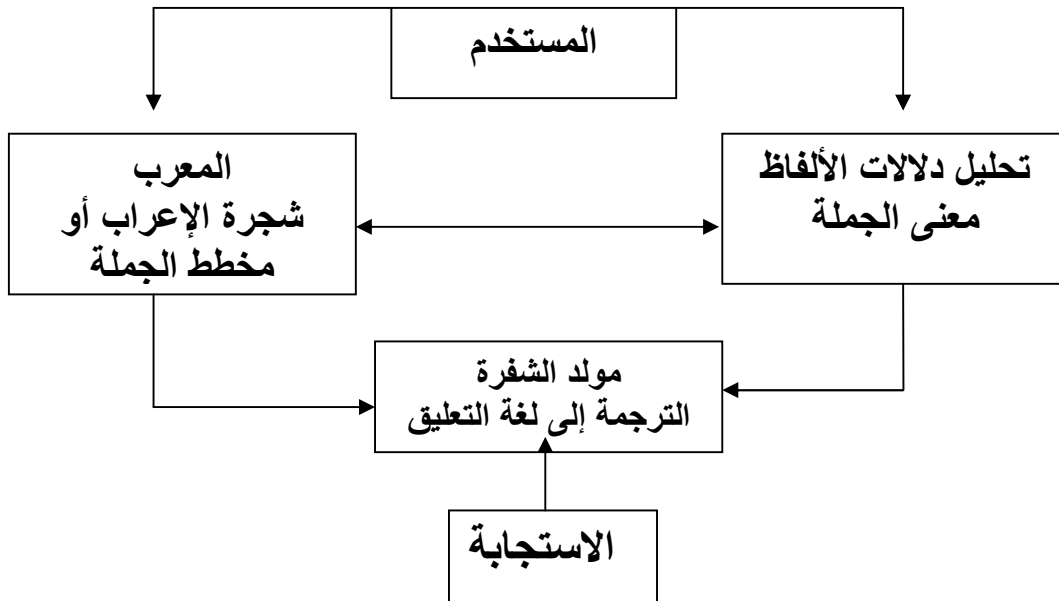 المستخدم
تحليل دلالات الألفاظ
معنى الجملة
المعرب
شجرة الإعراب أو
مخطط الجملة
مولد الشفرة
الترجمة إلى لغة التعليق
الاستجابة